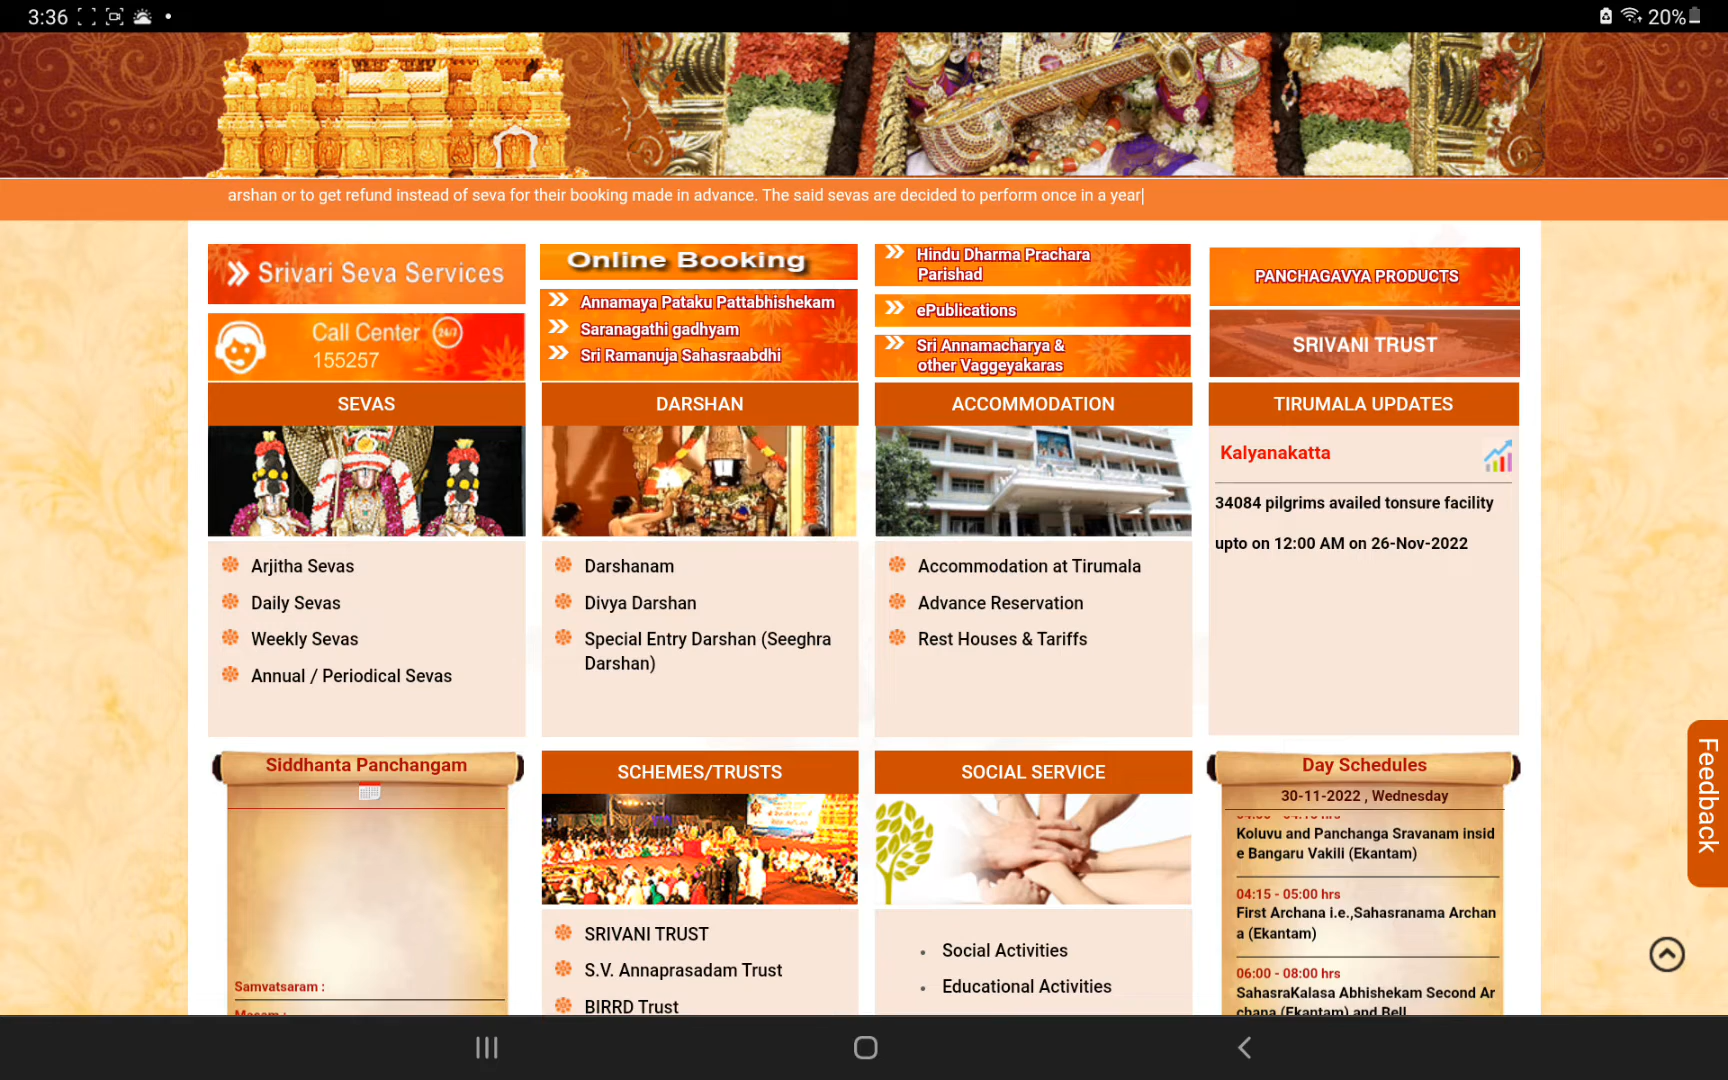 3:36
20%
arshan or to get refund instead of seva for their booking made in advance. The said sevas are decided to perform once in a year
Srivari Seva Services
Call Center 24/7
155257
Online Booking
Annamaya Pataku Pattabhishekam
Saranagathi gadhyam
Sri Ramanuja Sahasraabdhi
Hindu Dharma Prachara
Parishad
ePublications
Sri Annamacharya &
other Vaggeyakaras
PANCHAGAVYA PRODUCTS
SRIVANI TRUST
SEVAS
Arjitha Sevas
Daily Sevas
Weekly Sevas
Annual / Periodical Sevas
DARSHAN
Darshanam
Divya Darshan
Special Entry Darshan (Seeghra
Darshan)
ACCOMMODATION
Accommodation at Tirumala
Advance Reservation
Rest Houses & Tariffs
TIRUMALA UPDATES
Kalyanakatta
34084 pilgrims availed tonsure facility
upto on 12:00 AM on 26-Nov-2022
Siddhanta Panchangam
Samvatsaram :
SCHEMES/TRUSTS
SRIVANI TRUST
S.V. Annaprasadam Trust
BIRRD Trust
SOCIAL SERVICE
Social Activities
Educational Activities
Day Schedules
30-11-2022 , Wednesday
Koluvu and Panchanga Sravanam insid
e Bangaru Vakili (Ekantam)
04:15 - 05:00 hrs
First Archana i.e.,Sahasranama Archan
a (Ekantam)
06:00 - 08:00 hrs
SahasraKalasa Abhishekam Second Ar
chana (Ekantam) and Bell
Feedback